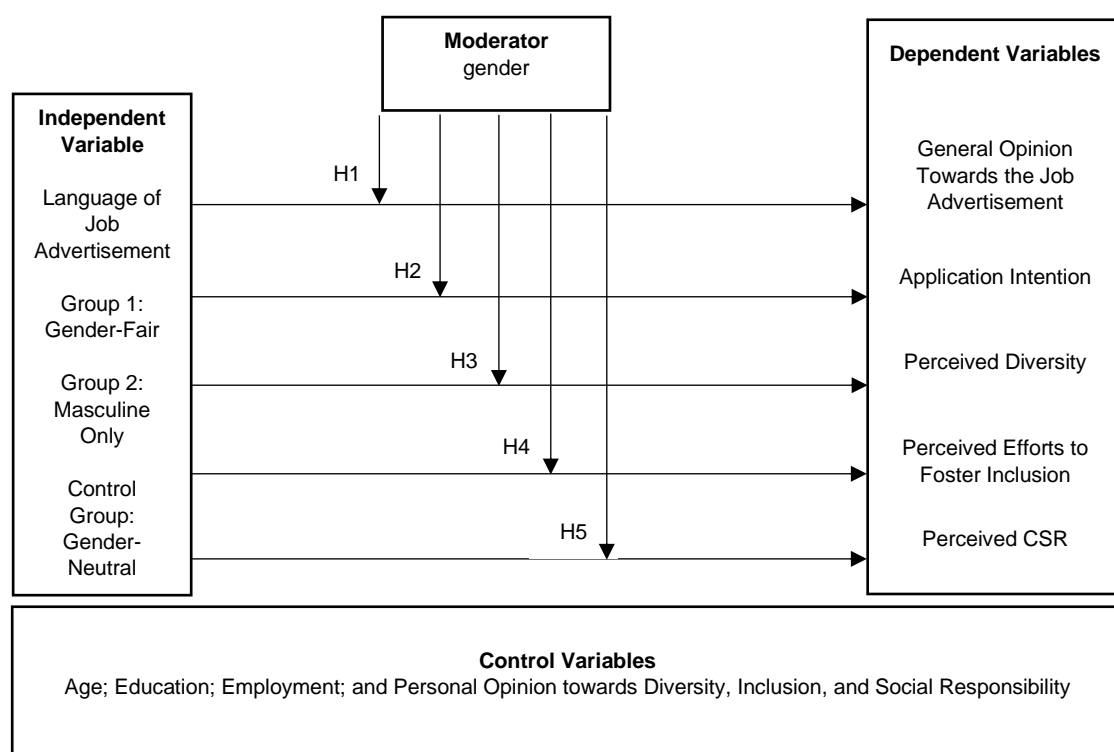 Moderator
gender
Dependent Variables
Independent
Variable
Language of
Job
Advertisement
Group 1:
Gender-Fair
Group 2:
Masculine
Only
Control
Group:
Gender-
Neutral
H1
H2
H3
H4
H5
General Opinion
Towards the Job
Advertisement
Application Intention
Perceived Diversity
Perceived Efforts to
Foster Inclusion
Perceived CSR
Control Variables
Age; Education; Employment; and Personal Opinion towards Diversity, Inclusion, and Social Responsibility